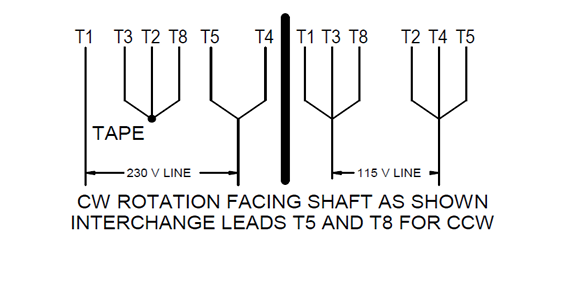 T1 T3 T2 T8 T5 T4 T1 T3 T8 T2 T4 T5
TAPE
230 V LINE 115 V LINE
CW ROTATION FACING SHAFT AS SHOWN
INTERCHANGE LEADS T5 AND T8 FOR CCW